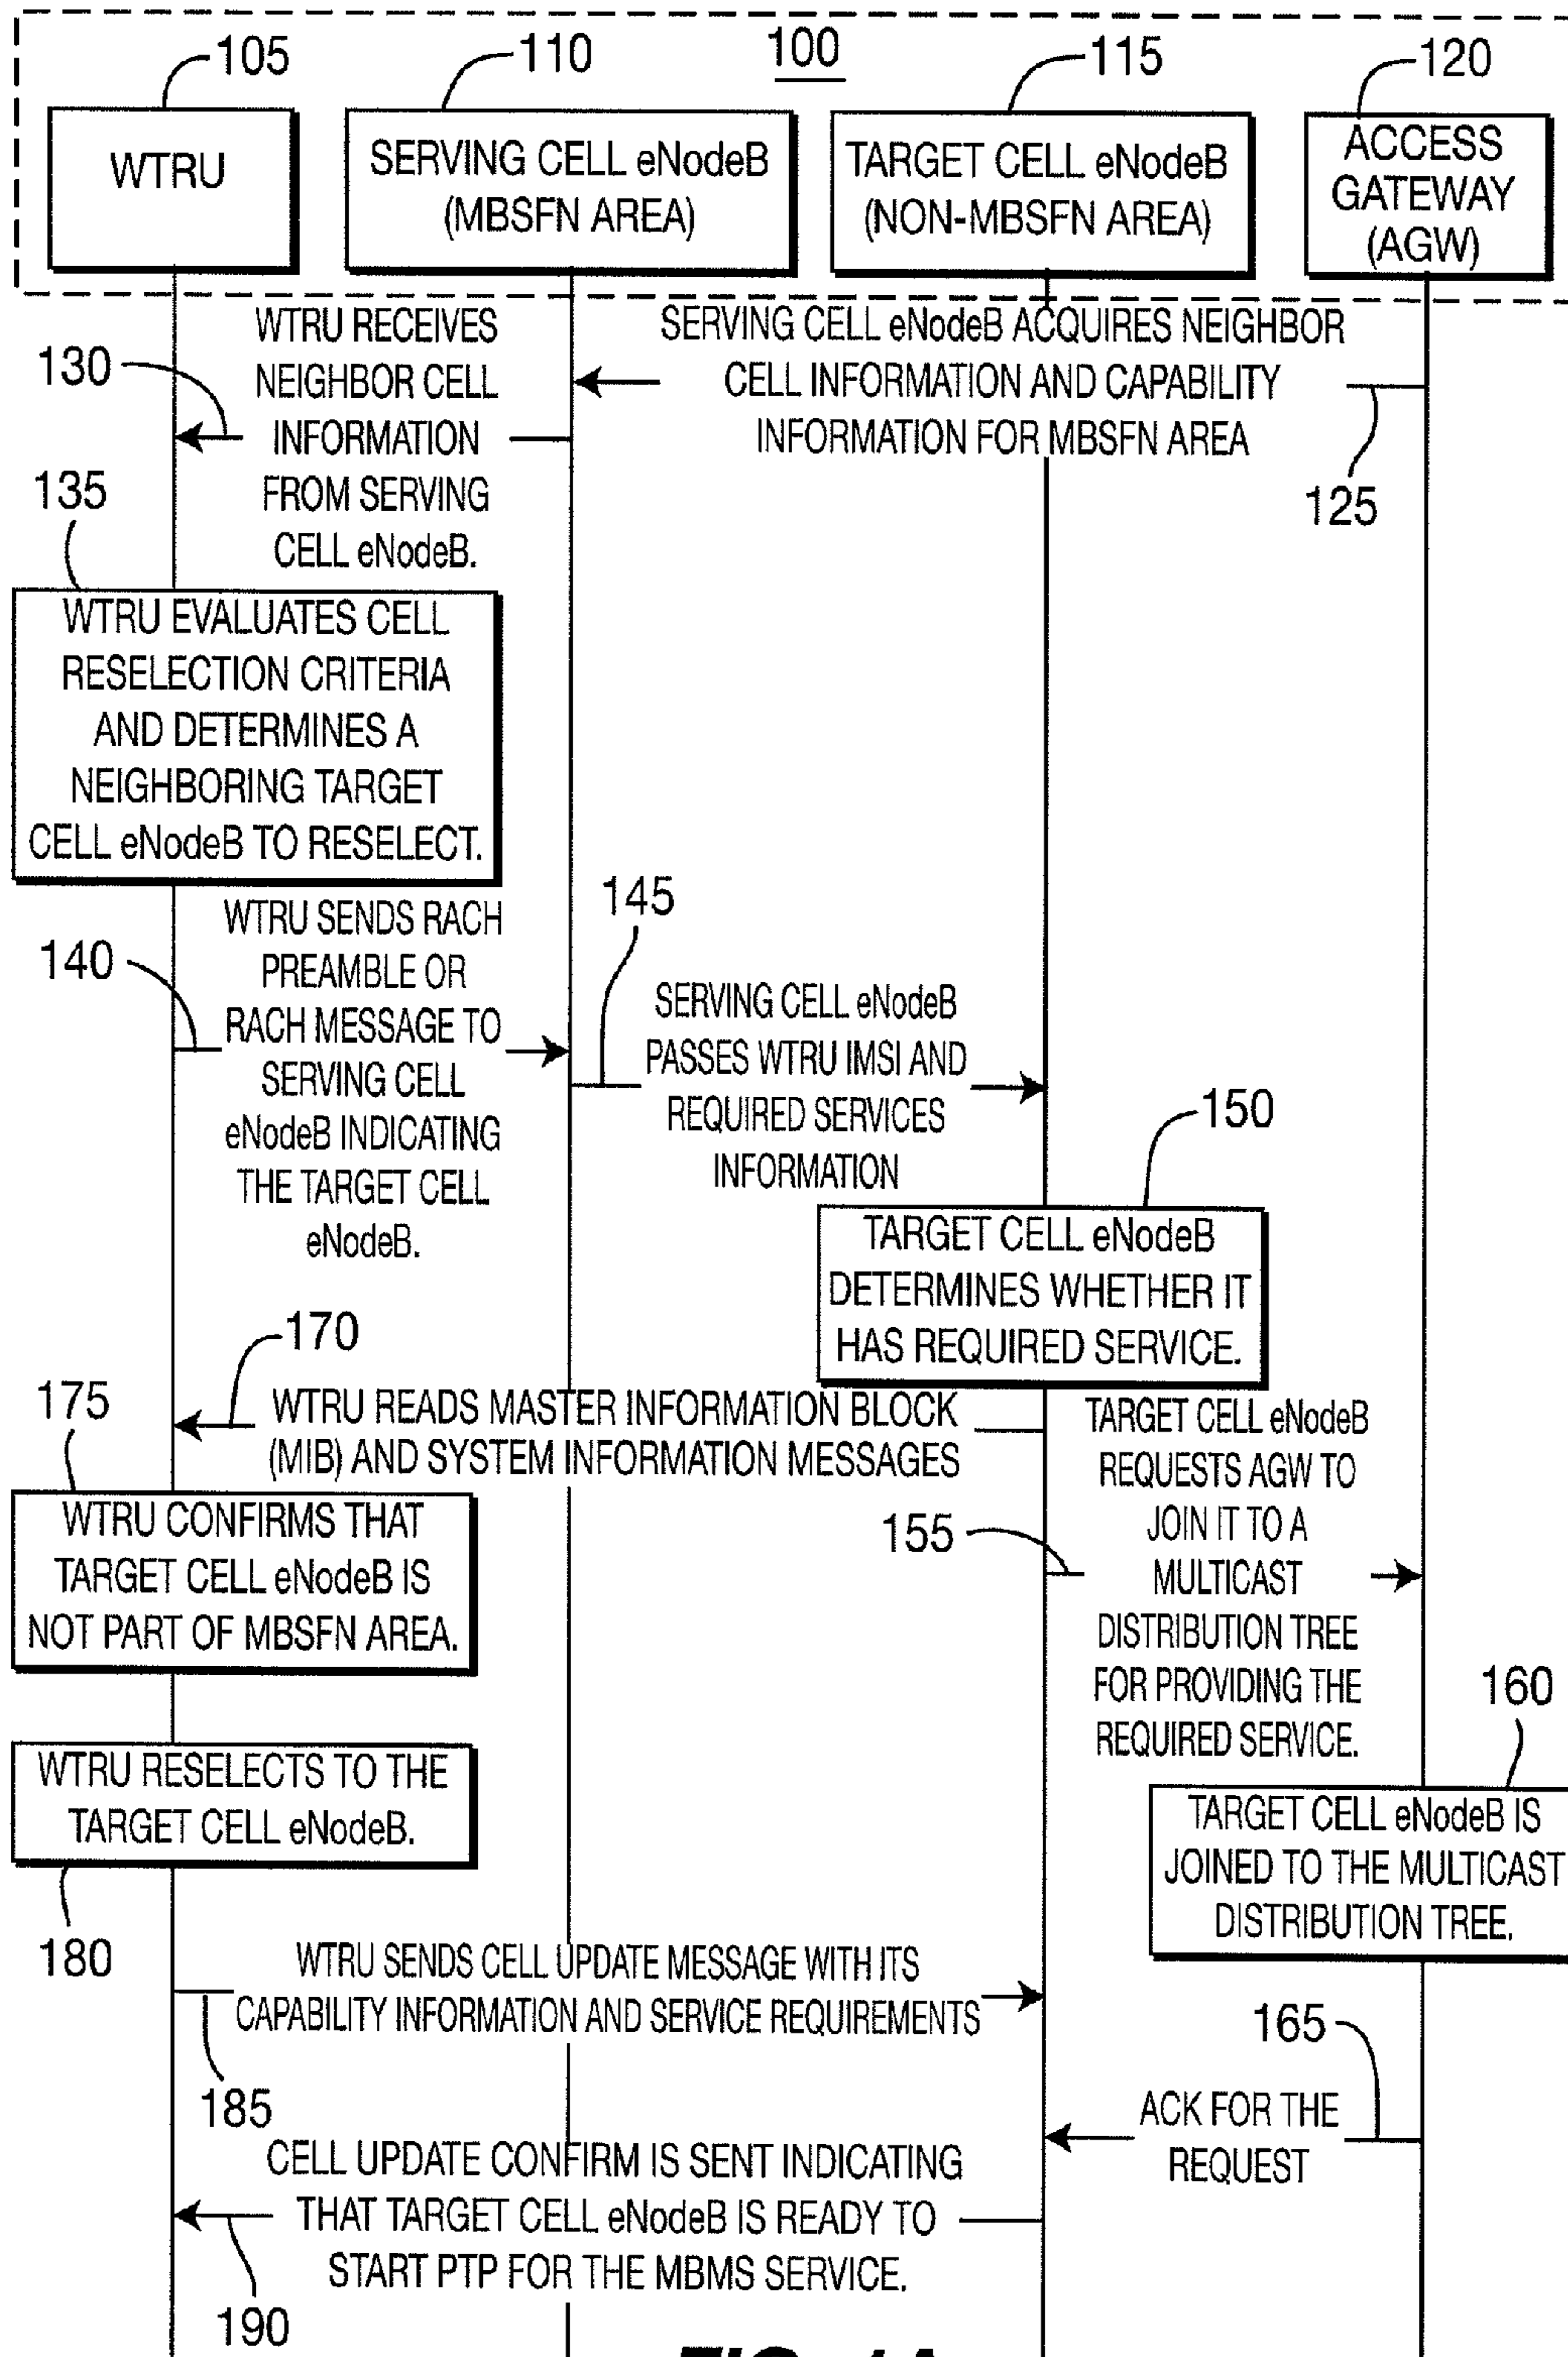 105
110
100
115
120
WTRU
SERVING CELL eNodeB
(MBSFN AREA)
TARGET CELL eNodeB
(NON-MBSFN AREA)
ACCESS
GATEWAY
(AGW)
WTRU RECEIVES
NEIGHBOR CELL
INFORMATION
FROM SERVING
CELL eNodeB.
130
SERVING CELL eNodeB ACQUIRES NEIGHBOR
CELL INFORMATION AND CAPABILITY
INFORMATION FOR MBSFN AREA
125
135
WTRU EVALUATES CELL
RESELECTION CRITERIA
AND DETERMINES A
NEIGHBORING TARGET
CELL eNodeB TO RESELECT.
140
WTRU SENDS RACH
PREAMBLE OR
RACH MESSAGE TO
SERVING CELL
eNodeB INDICATING
THE TARGET CELL
eNodeB.
145
SERVING CELL eNodeB
PASSES WTRU IMSI AND
REQUIRED SERVICES
INFORMATION
150
TARGET CELL eNodeB
DETERMINES WHETHER IT
HAS REQUIRED SERVICE.
170
WTRU READS MASTER INFORMATION BLOCK
(MIB) AND SYSTEM INFORMATION MESSAGES
175
WTRU CONFIRMS THAT
TARGET CELL eNodeB IS
NOT PART OF MBSFN AREA.
155
TARGET CELL eNodeB
REQUESTS AGW TO
JOIN IT TO A
MULTICAST
DISTRIBUTION TREE
FOR PROVIDING THE
REQUIRED SERVICE.
160
WTRU RESELECTS TO THE
TARGET CELL eNodeB.
180
TARGET CELL eNodeB IS
JOINED TO THE MULTICAST
DISTRIBUTION TREE.
WTRU SENDS CELL UPDATE MESSAGE WITH ITS
CAPABILITY INFORMATION AND SERVICE REQUIREMENTS
185
165
ACK FOR THE
REQUEST
CELL UPDATE CONFIRM IS SENT INDICATING
THAT TARGET CELL eNodeB IS READY TO
START PTP FOR THE MBMS SERVICE.
190